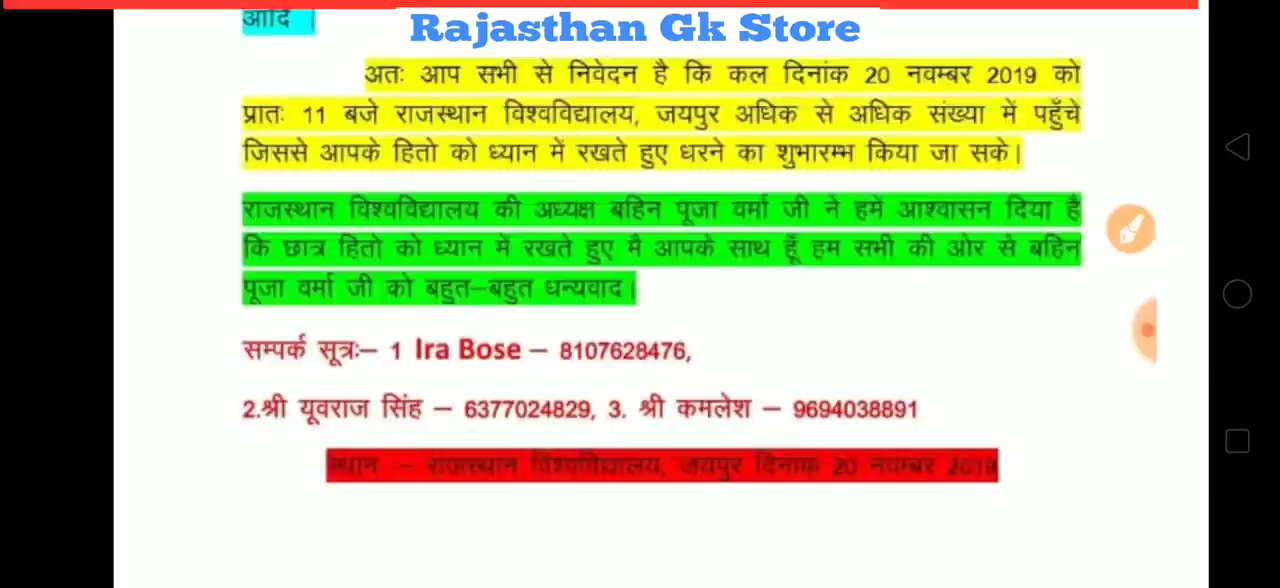 आदि ।
Rajasthan Gk Store
अतः आप सभी से निवेदन है कि कल दिनांक 20 नवम्बर 2019 को
प्रातः 11 बजे राजस्थान विश्वविद्यालय, जयपुर अधिक से अधिक संख्या में पहुँचे
जिससे आपके हितो को ध्यान में रखते हुए धरने का शुभारम्भ किया जा सके।
राजस्थान विश्वविद्यालय की अध्यक्ष बहिन पूजा वर्मा जी ने हमें आश्वासन दिया है
कि छात्र हितो को ध्यान में रखते हुए मै आपके साथ हूँ हम सभी की ओर से बहिन
पूजा वर्मा जी को बहुत–बहुत धन्यवाद।
सम्पर्क सूत्रः– 1 Ira Bose – 8107628476,
2.श्री यूवराज सिंह – 6377024829, 3. श्री कमलेश – 9694038891
स्थान – राजस्थान विश्वविद्यालय, जयपुर दिनांक 20 नवम्बर 2019